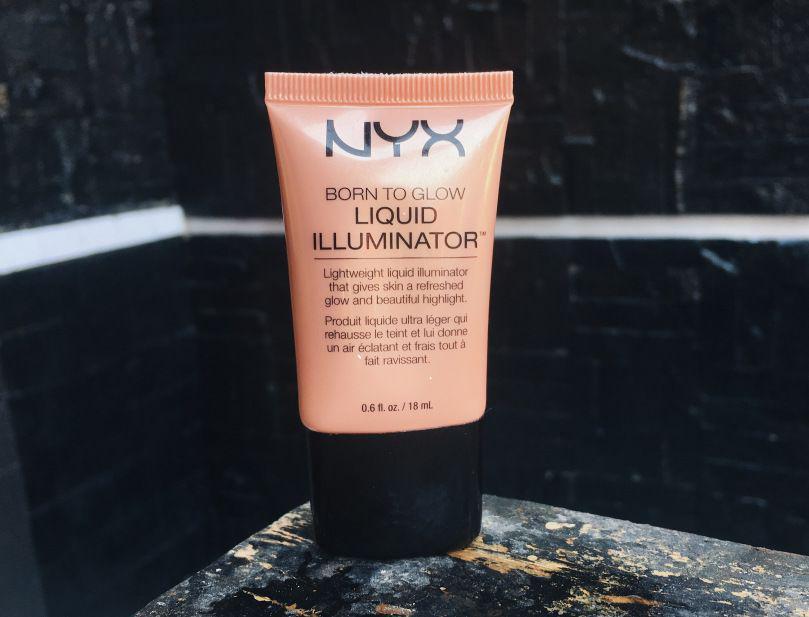 NYX
BORN TO GLOW
LIQUID
ILLUMINATOR™
Lightweight liquid illuminator
that gives skin a refreshed
glow and beautiful highlight.
Produit liquide ultra léger qui
rehausse le teint et lui donne
un air éclatant et frais tout à
fait ravissant.
0.6 fl. oz. / 18 mL